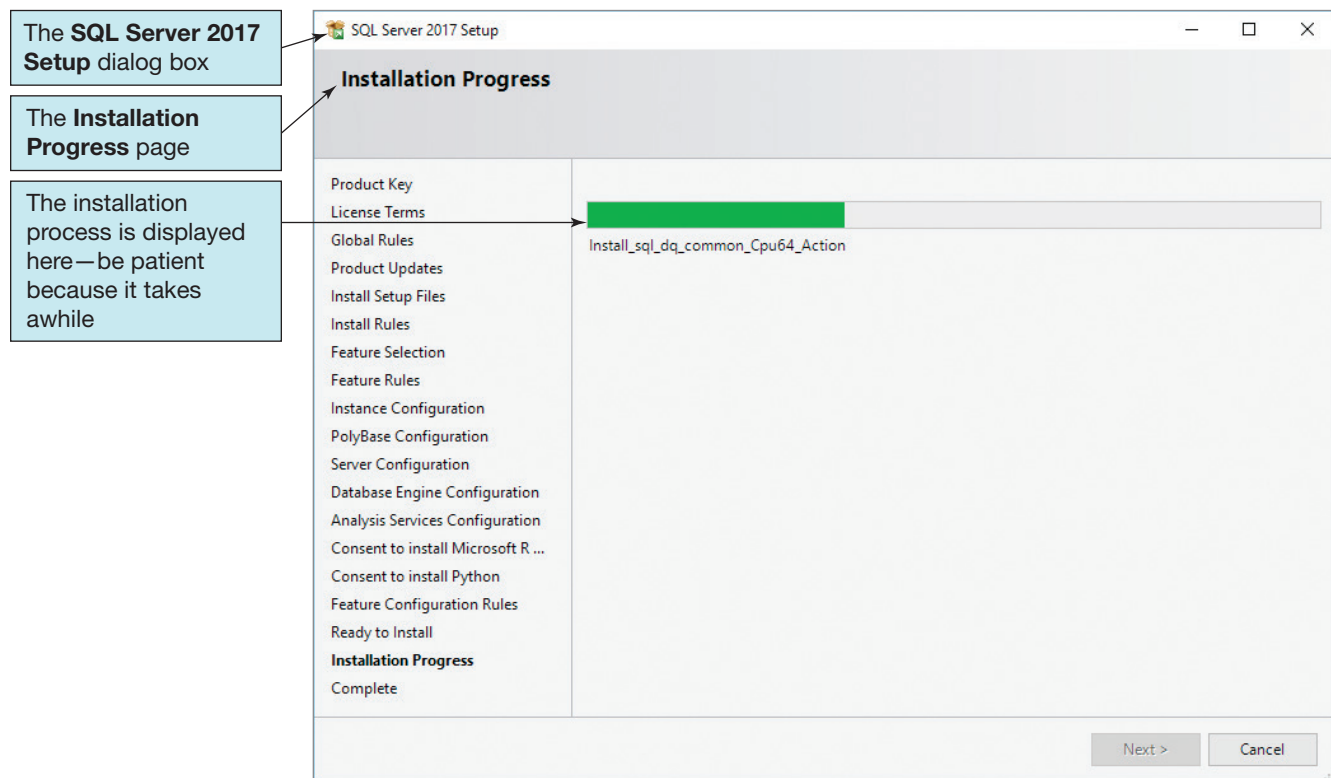 The SQL Server 2017
Setup dialog box
The Installation
Progress page
The installation
process is displayed
here—be patient
because it takes
awhile
SQL Server 2017 Setup
Installation Progress
Product Key
License Terms
Global Rules
Product Updates
Install Setup Files
Install Rules
Feature Selection
Feature Rules
Instance Configuration
PolyBase Configuration
Server Configuration
Database Engine Configuration
Analysis Services Configuration
Consent to install Microsoft R ...
Consent to install Python
Feature Configuration Rules
Ready to Install
Installation Progress
Complete
Install_sql_dq_common_Cpu64_Action
Next >
Cancel